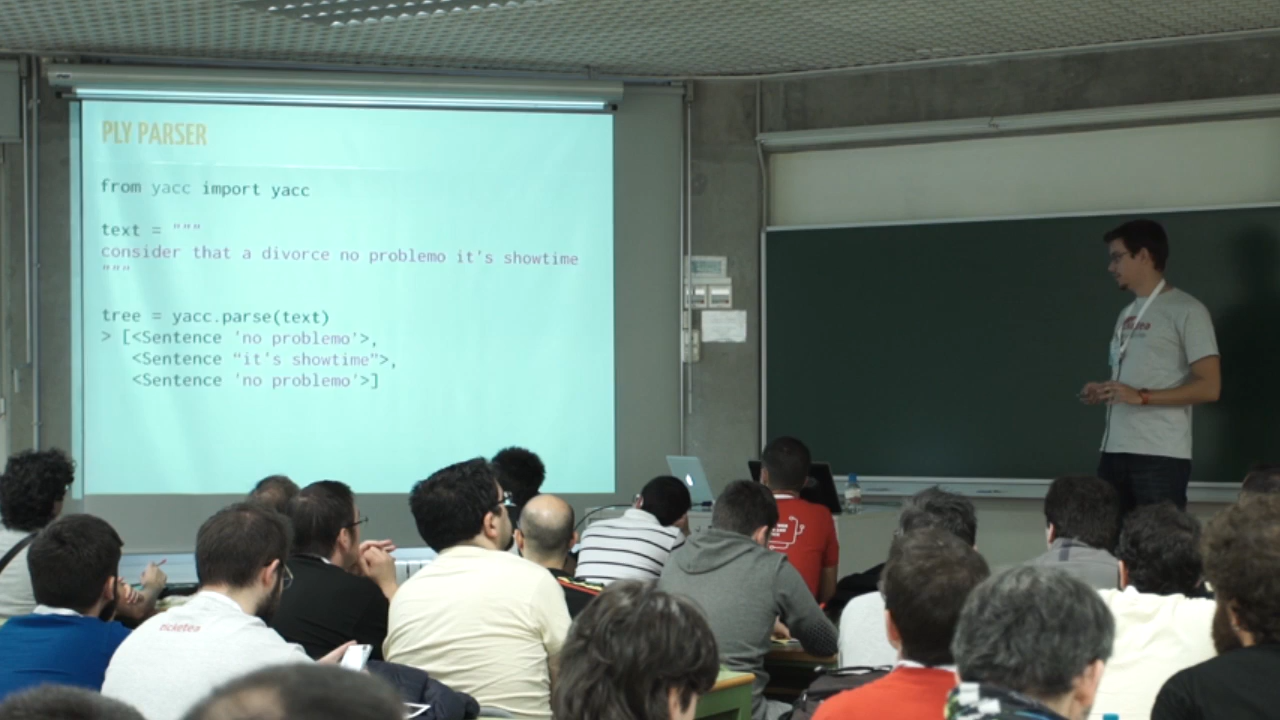 PLY PARSER
from yacc import yacc
text = """
consider that a divorce no problemo it's showtime
"""
tree = yacc.parse(text)
> [<Sentence 'no problemo'>,
<Sentence "it's showtime">,
<Sentence 'no problemo'>]
ticketea